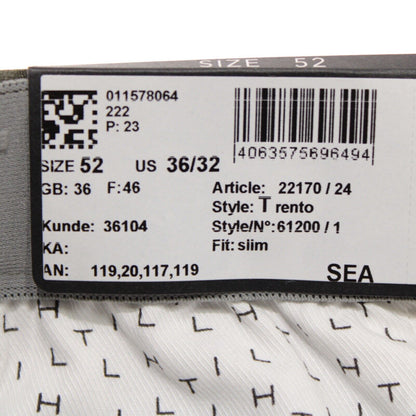 SIZE 52
011578064
222
P: 23
4063575696494
SIZE 52 US 36/32
GB: 36 F: 46
Article: 22170 / 24
Style: Trento
Kunde: 36104
Style/N°: 61200 / 1
KA:
Fit: slim
AN: 119,20,117,119
SEA